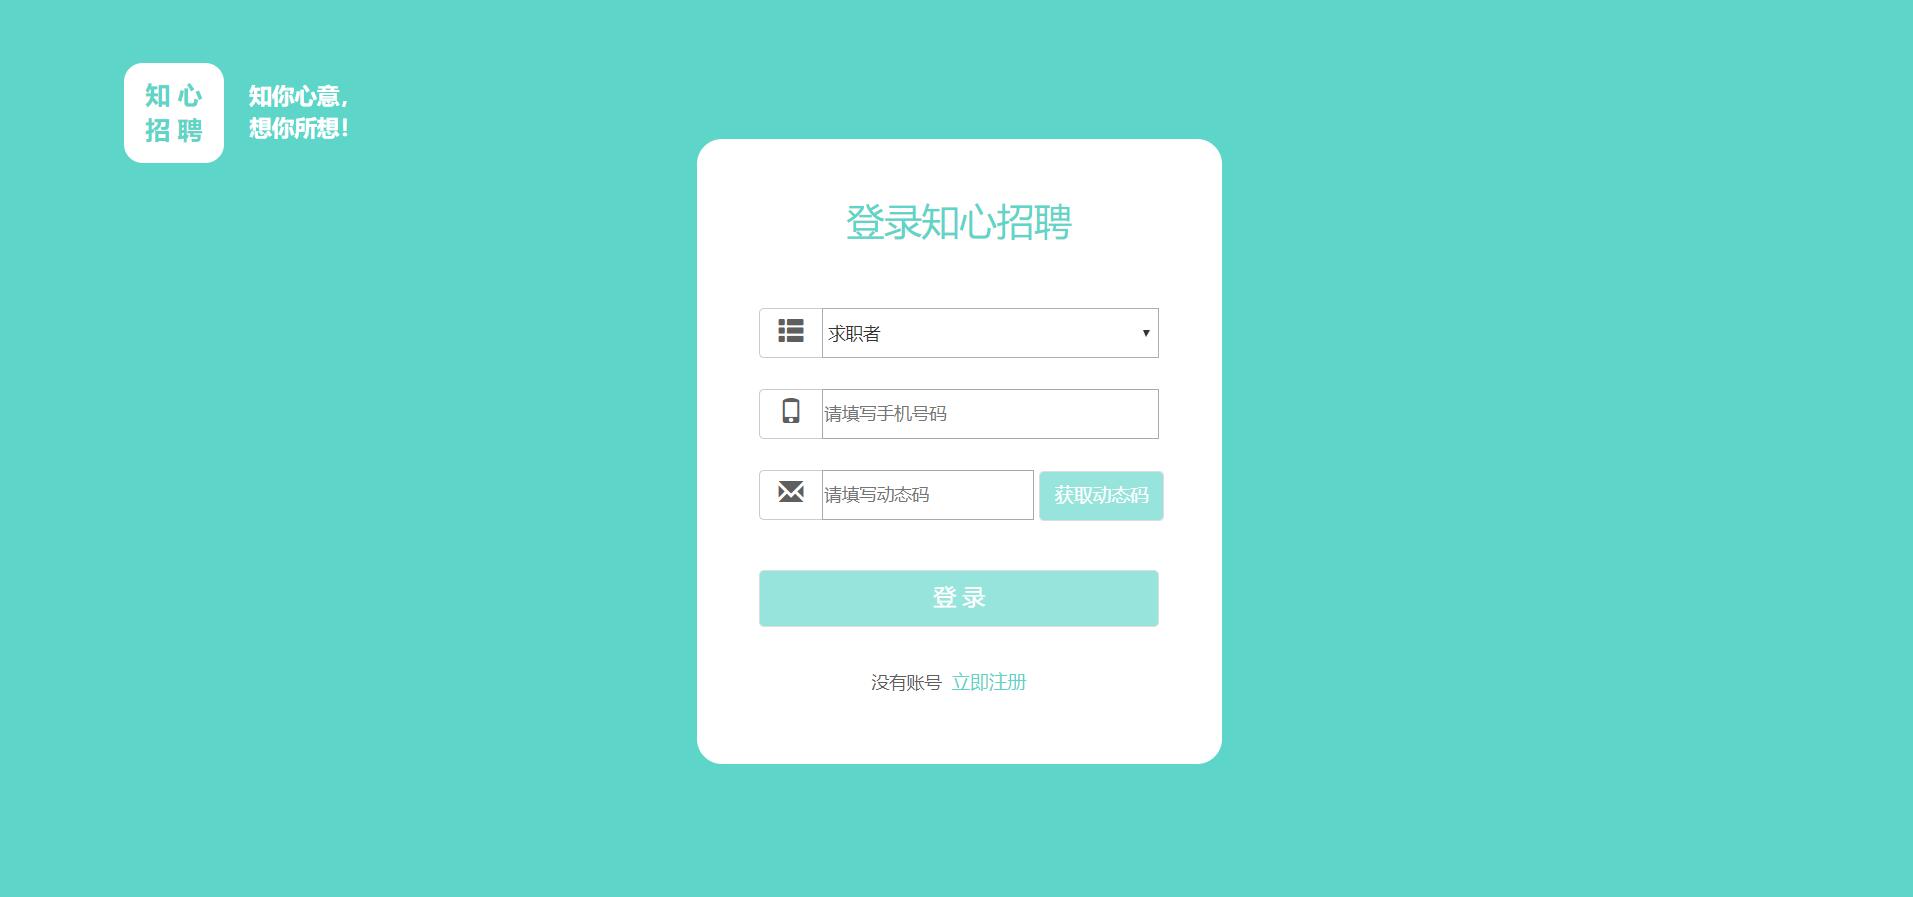 知 心
招 聘
知你心意，
想你所想！
登录知心招聘
求职者
请填写手机号码
请填写动态码
获取动态码
登 录
没有账号 立即注册